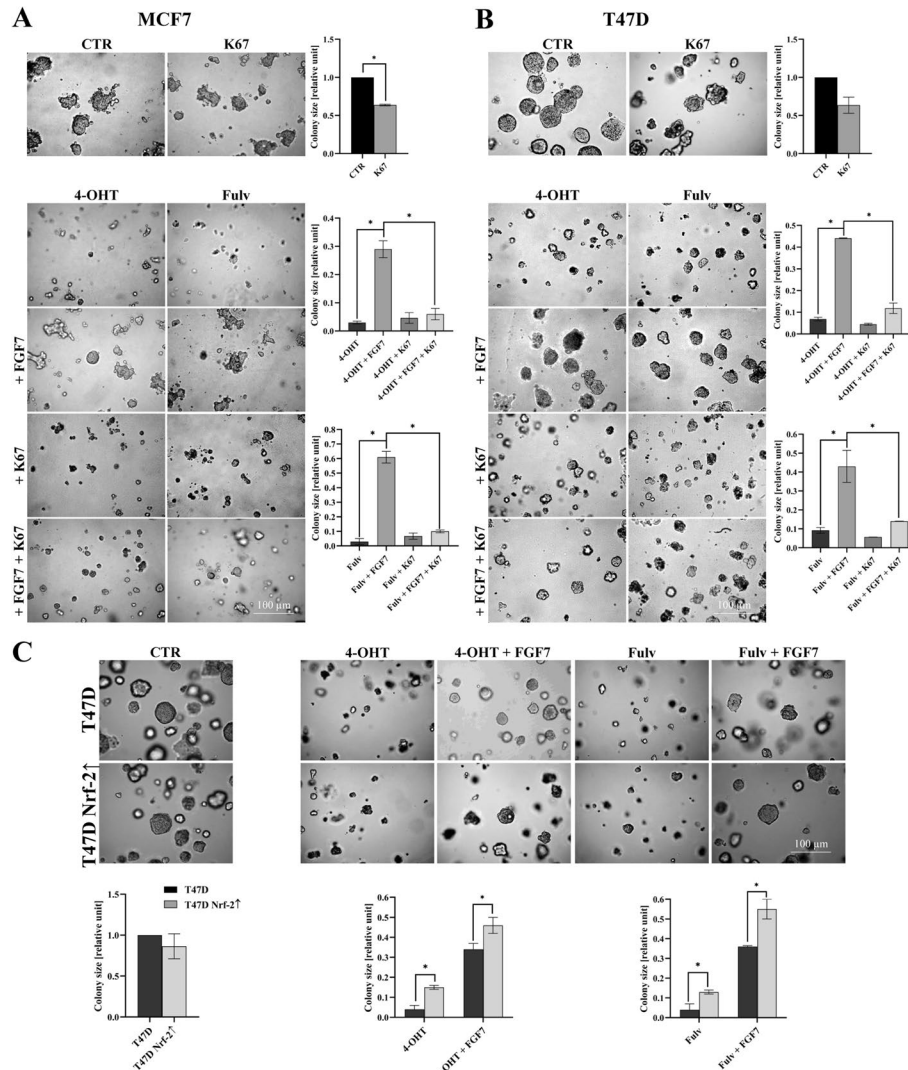 A MCF7
CTR K67
Colony size [relative unit]
1.5
1.0
0.5
0.0
*
CTR
K67
4-OHT Fulv
+ FGF7
+ K67
+ FGF7 + K67
100 µm
Colony size [relative unit]
0.4
0.3
0.2
0.1
0.0
* *
4-OHT
4-OHT + FGF7
4-OHT + K67
4-OHT + FGF7 + K67
Colony size [relative unit]
0.8
0.7
0.6
0.5
0.4
0.3
0.2
0.1
0.0
* *
Fulv
Fulv + FGF7
Fulv + K67
Fulv + FGF7 + K67
B T47D
CTR K67
Colony size [relative unit]
1.5
1.0
0.5
0.0
CTR
K67
4-OHT Fulv
+ FGF7
+ K67
+ FGF7 + K67
100 µm
Colony size [relative unit]
0.5
0.4
0.3
0.2
0.1
0.0
* *
4-OHT
4-OHT + FGF7
4-OHT + K67
4-OHT + FGF7 + K67
Colony size [relative unit]
0.6
0.5
0.4
0.3
0.2
0.1
0.0
* *
Fulv
Fulv + FGF7
Fulv + K67
Fulv + FGF7 + K67
C
CTR 4-OHT 4-OHT + FGF7 Fulv Fulv + FGF7
T47D
T47D Nrf-2↑
100 µm
T47D
T47D Nrf-2↑
Colony size [relative unit]
1.5
1.0
0.5
0.0
T47D
T47D Nrf-2↑
Colony size [relative unit]
0.6
0.5
0.4
0.3
0.2
0.1
0.0
*
*
4-OHT
OHT + FGF7
Colony size [relative unit]
0.6
0.5
0.4
0.3
0.2
0.1
0.0
*
*
Fulv
Fulv + FGF7